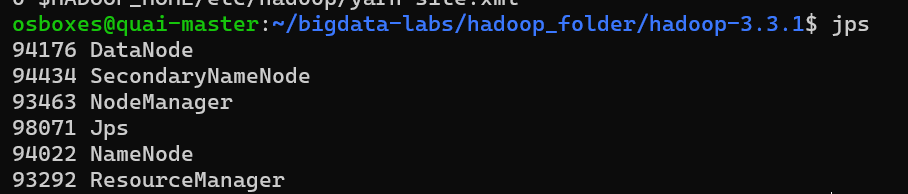 0 $HADOOP_HOME/etc/hadoop/yarn-site.xml
osboxes@quai-master:~/bigdata-labs/hadoop_folder/hadoop-3.3.1$ jps
94176 DataNode
94434 SecondaryNameNode
93463 NodeManager
98071 Jps
94022 NameNode
93292 ResourceManager